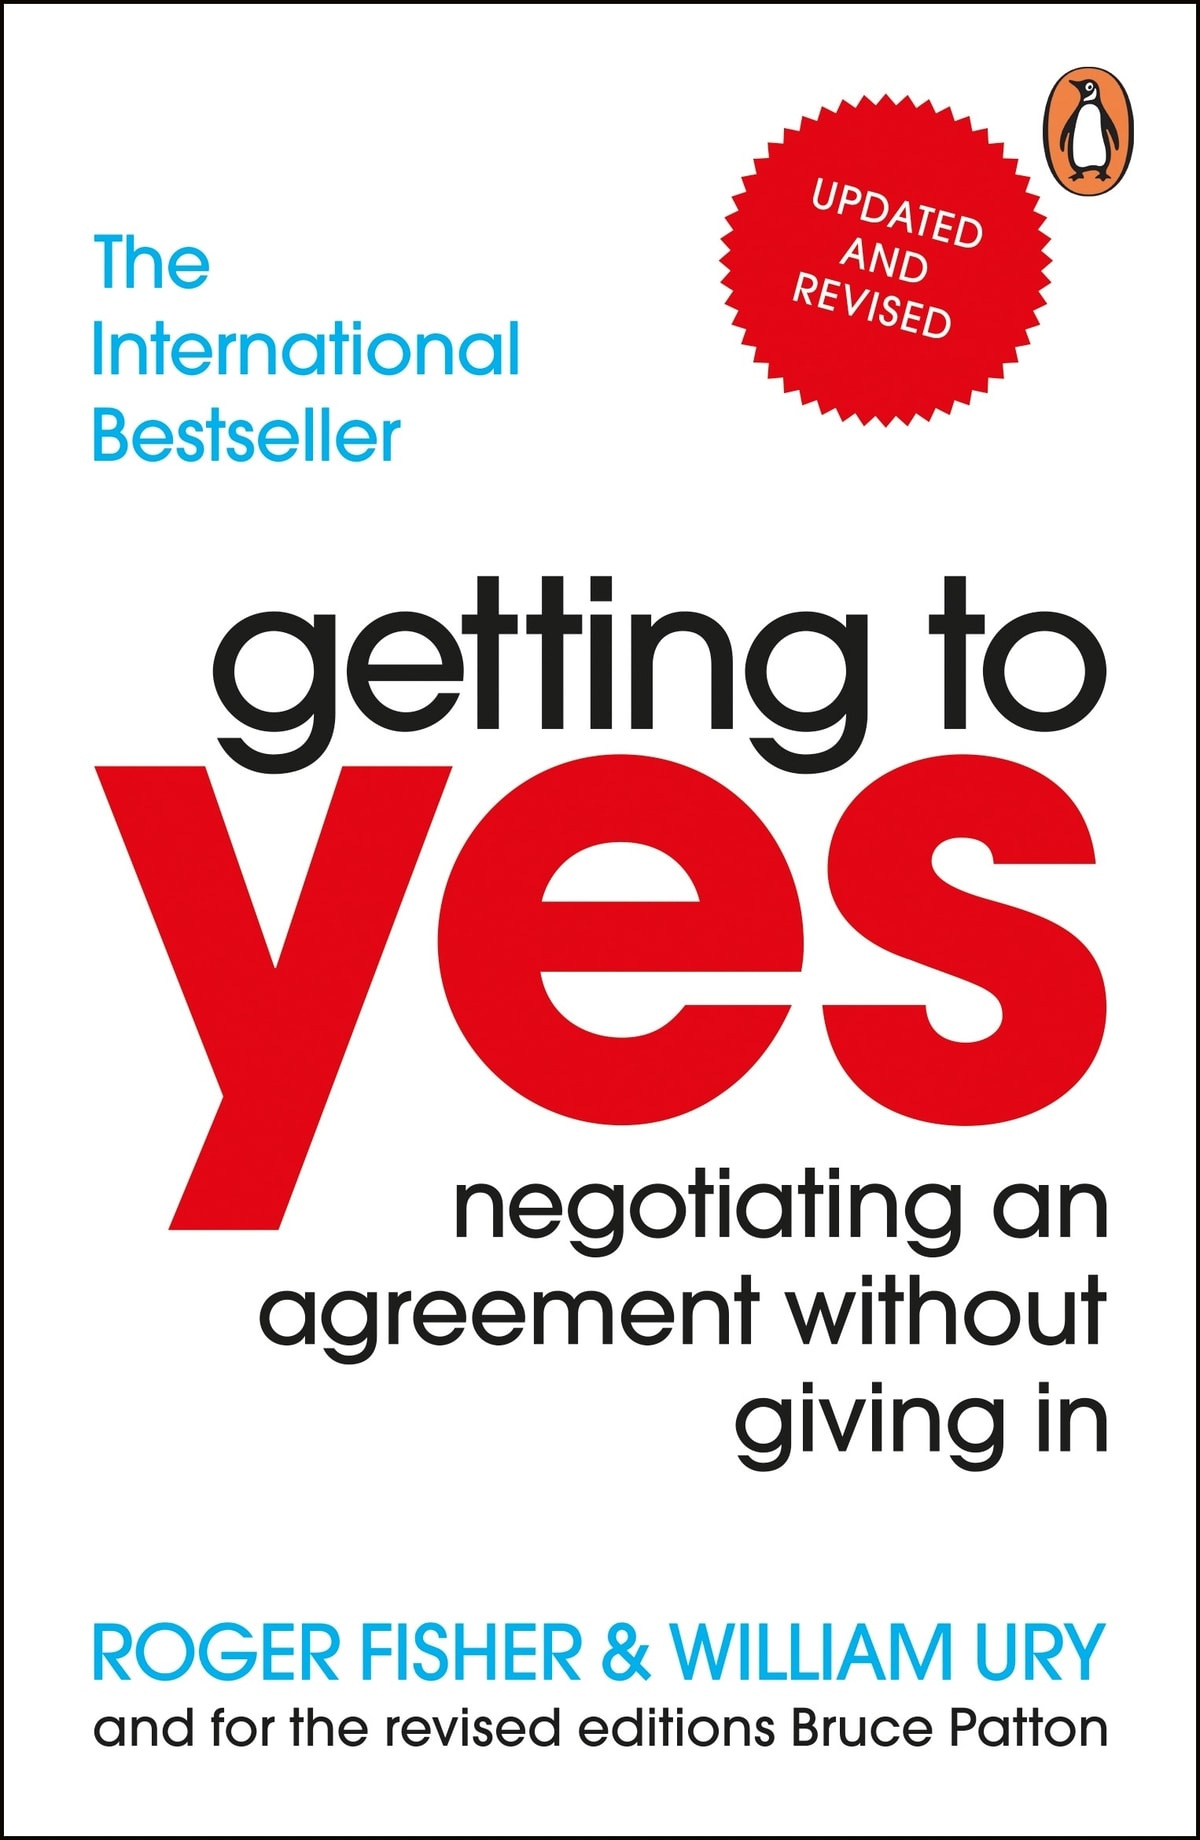 The
International
Bestseller
UPDATED
AND
REVISED
getting to
yes
negotiating an
agreement without
giving in
ROGER FISHER & WILLIAM URY
and for the revised editions Bruce Patton